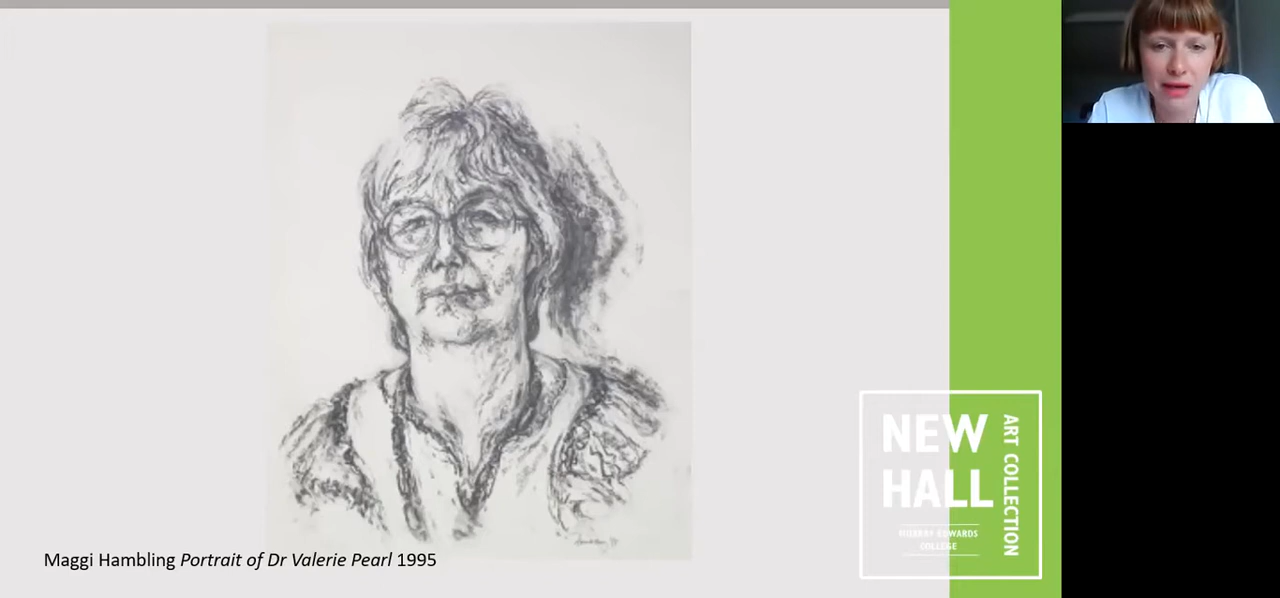 Maggi Hambling Portrait of Dr Valerie Pearl 1995
NEW
HALL
ART COLLECTION
MURRAY EDWARDS
COLLEGE